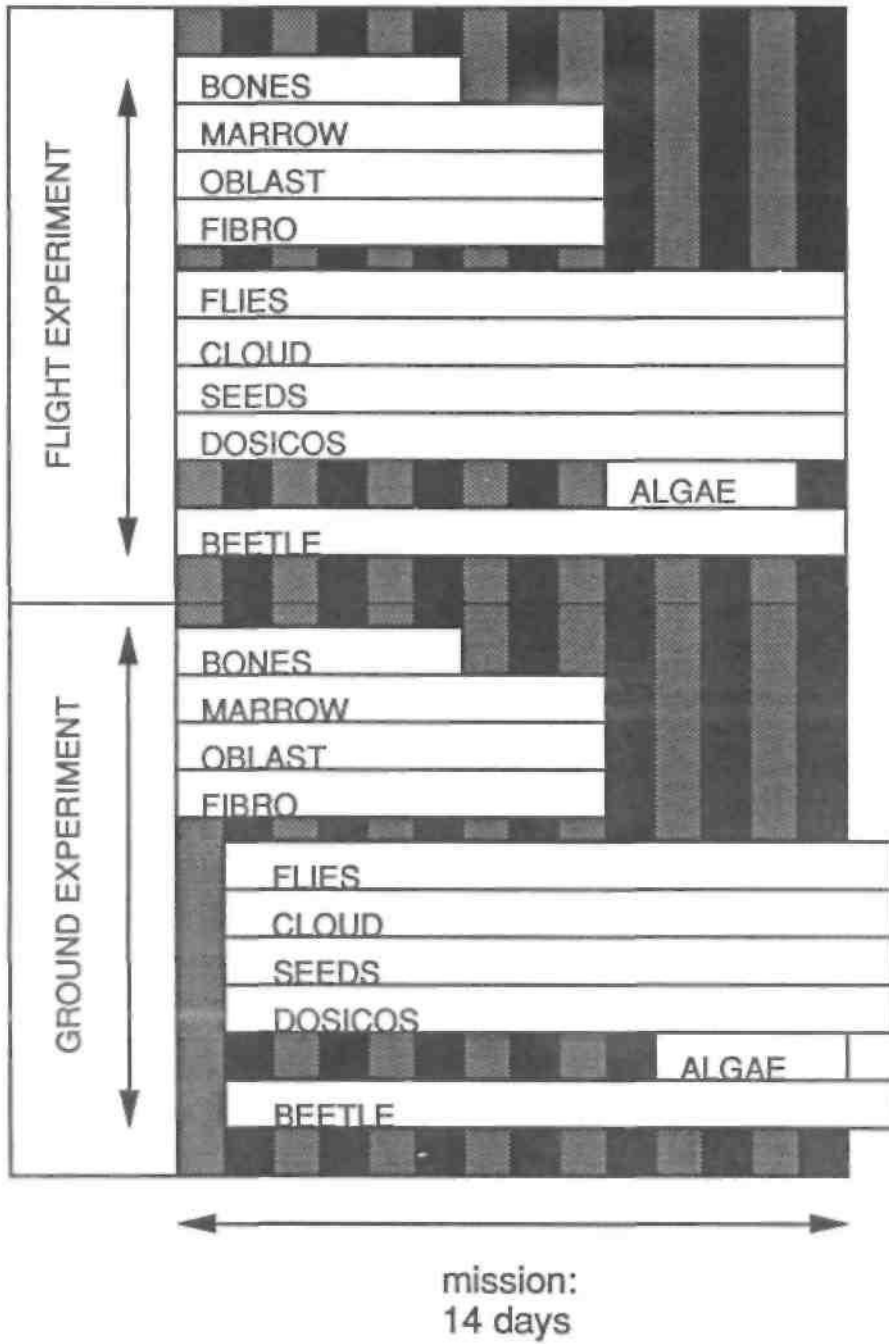 FLIGHT EXPERIMENT
BONES
MARROW
OBLAST
FIBRO
FLIES
CLOUD
SEEDS
DOSICOS
ALGAE
BEETLE
GROUND EXPERIMENT
BONES
MARROW
OBLAST
FIBRO
FLIES
CLOUD
SEEDS
DOSICOS
ALGAE
BEETLE
mission:
14 days